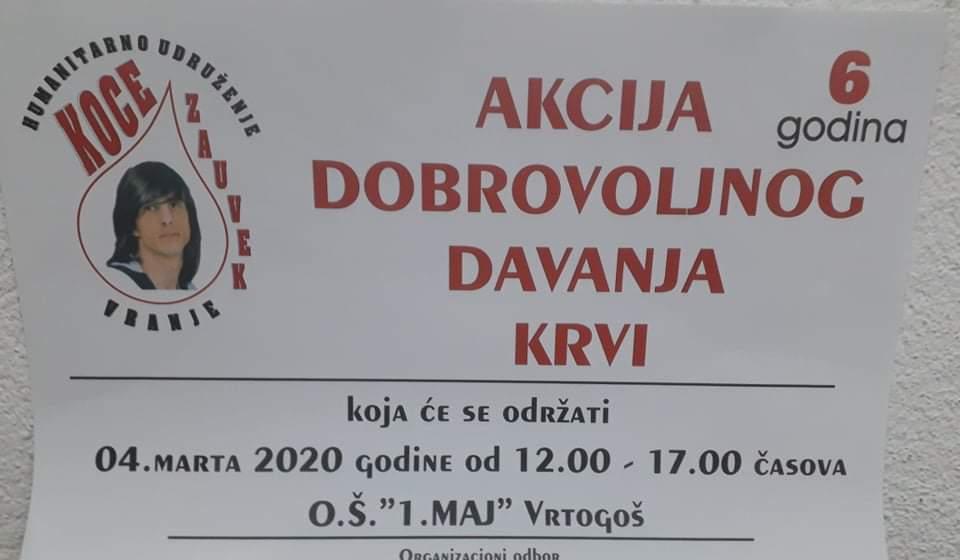 HUMANITARNO UDRUŽENJE
KOCE
ZAUVEK
VRANJE
6
godina
AKCIJA
DOBROVOLJNOG
DAVANJA
KRVI
koja će se održati
04.marta 2020 godine od 12.00 - 17.00 časova
O.Š."1.MAJ" Vrtogoš
Organizacioni odbor